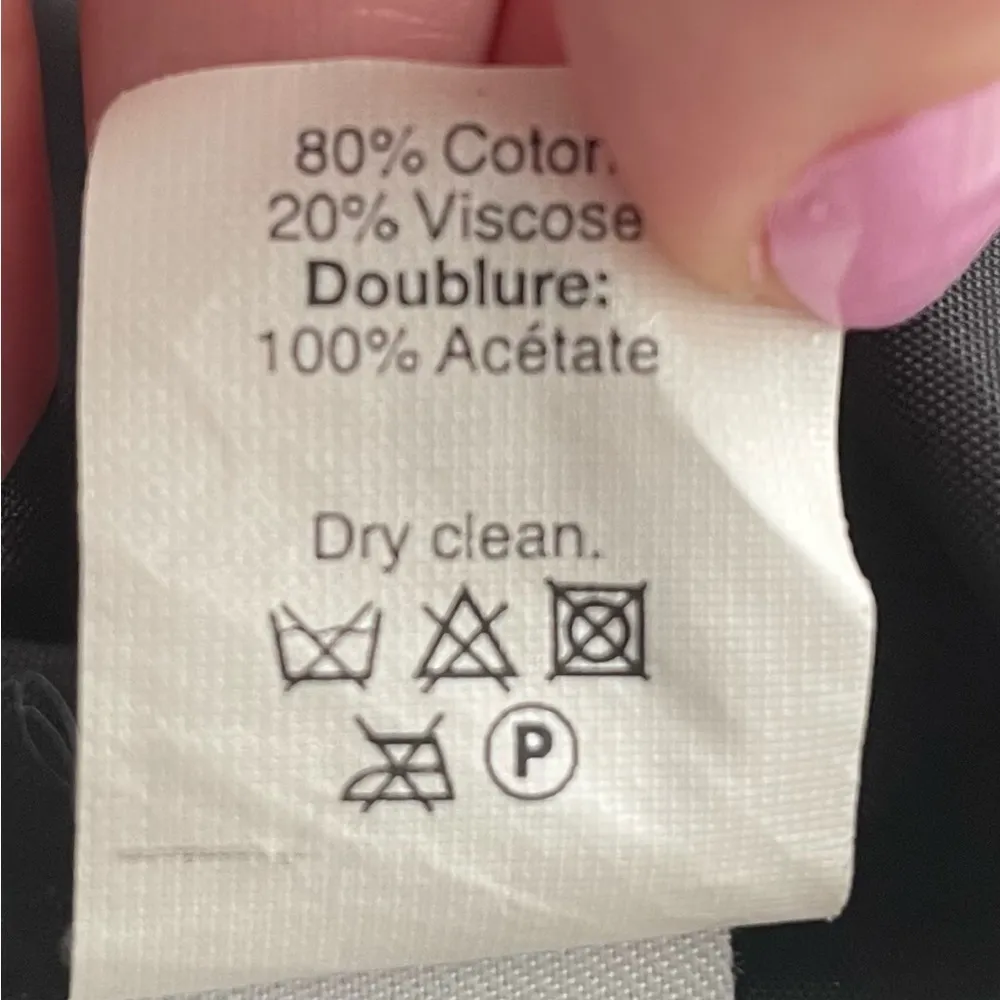 80% Coton
20% Viscose
Doublure:
100% Acétate
Dry clean.
P